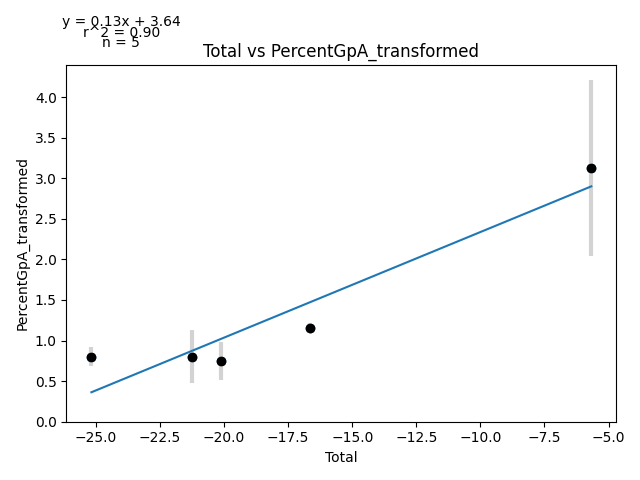 y = 0.13x + 3.64
r^2 = 0.90
n = 5
Total vs PercentGpA_transformed
PercentGpA_transformed
4.0
3.5
3.0
2.5
2.0
1.5
1.0
0.5
0.0
−25.0 −22.5 −20.0 −17.5 −15.0 −12.5 −10.0 −7.5 −5.0
Total